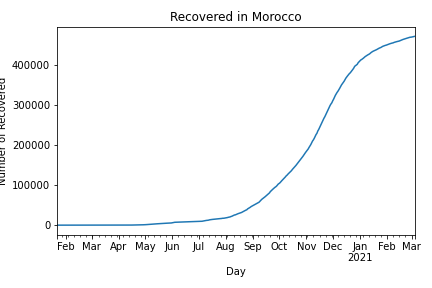 Recovered in Morocco
Number of Recovered
400000
300000
200000
100000
0
Feb Mar Apr May Jun Jul Aug Sep Oct Nov Dec Jan Feb Mar
2021
Day